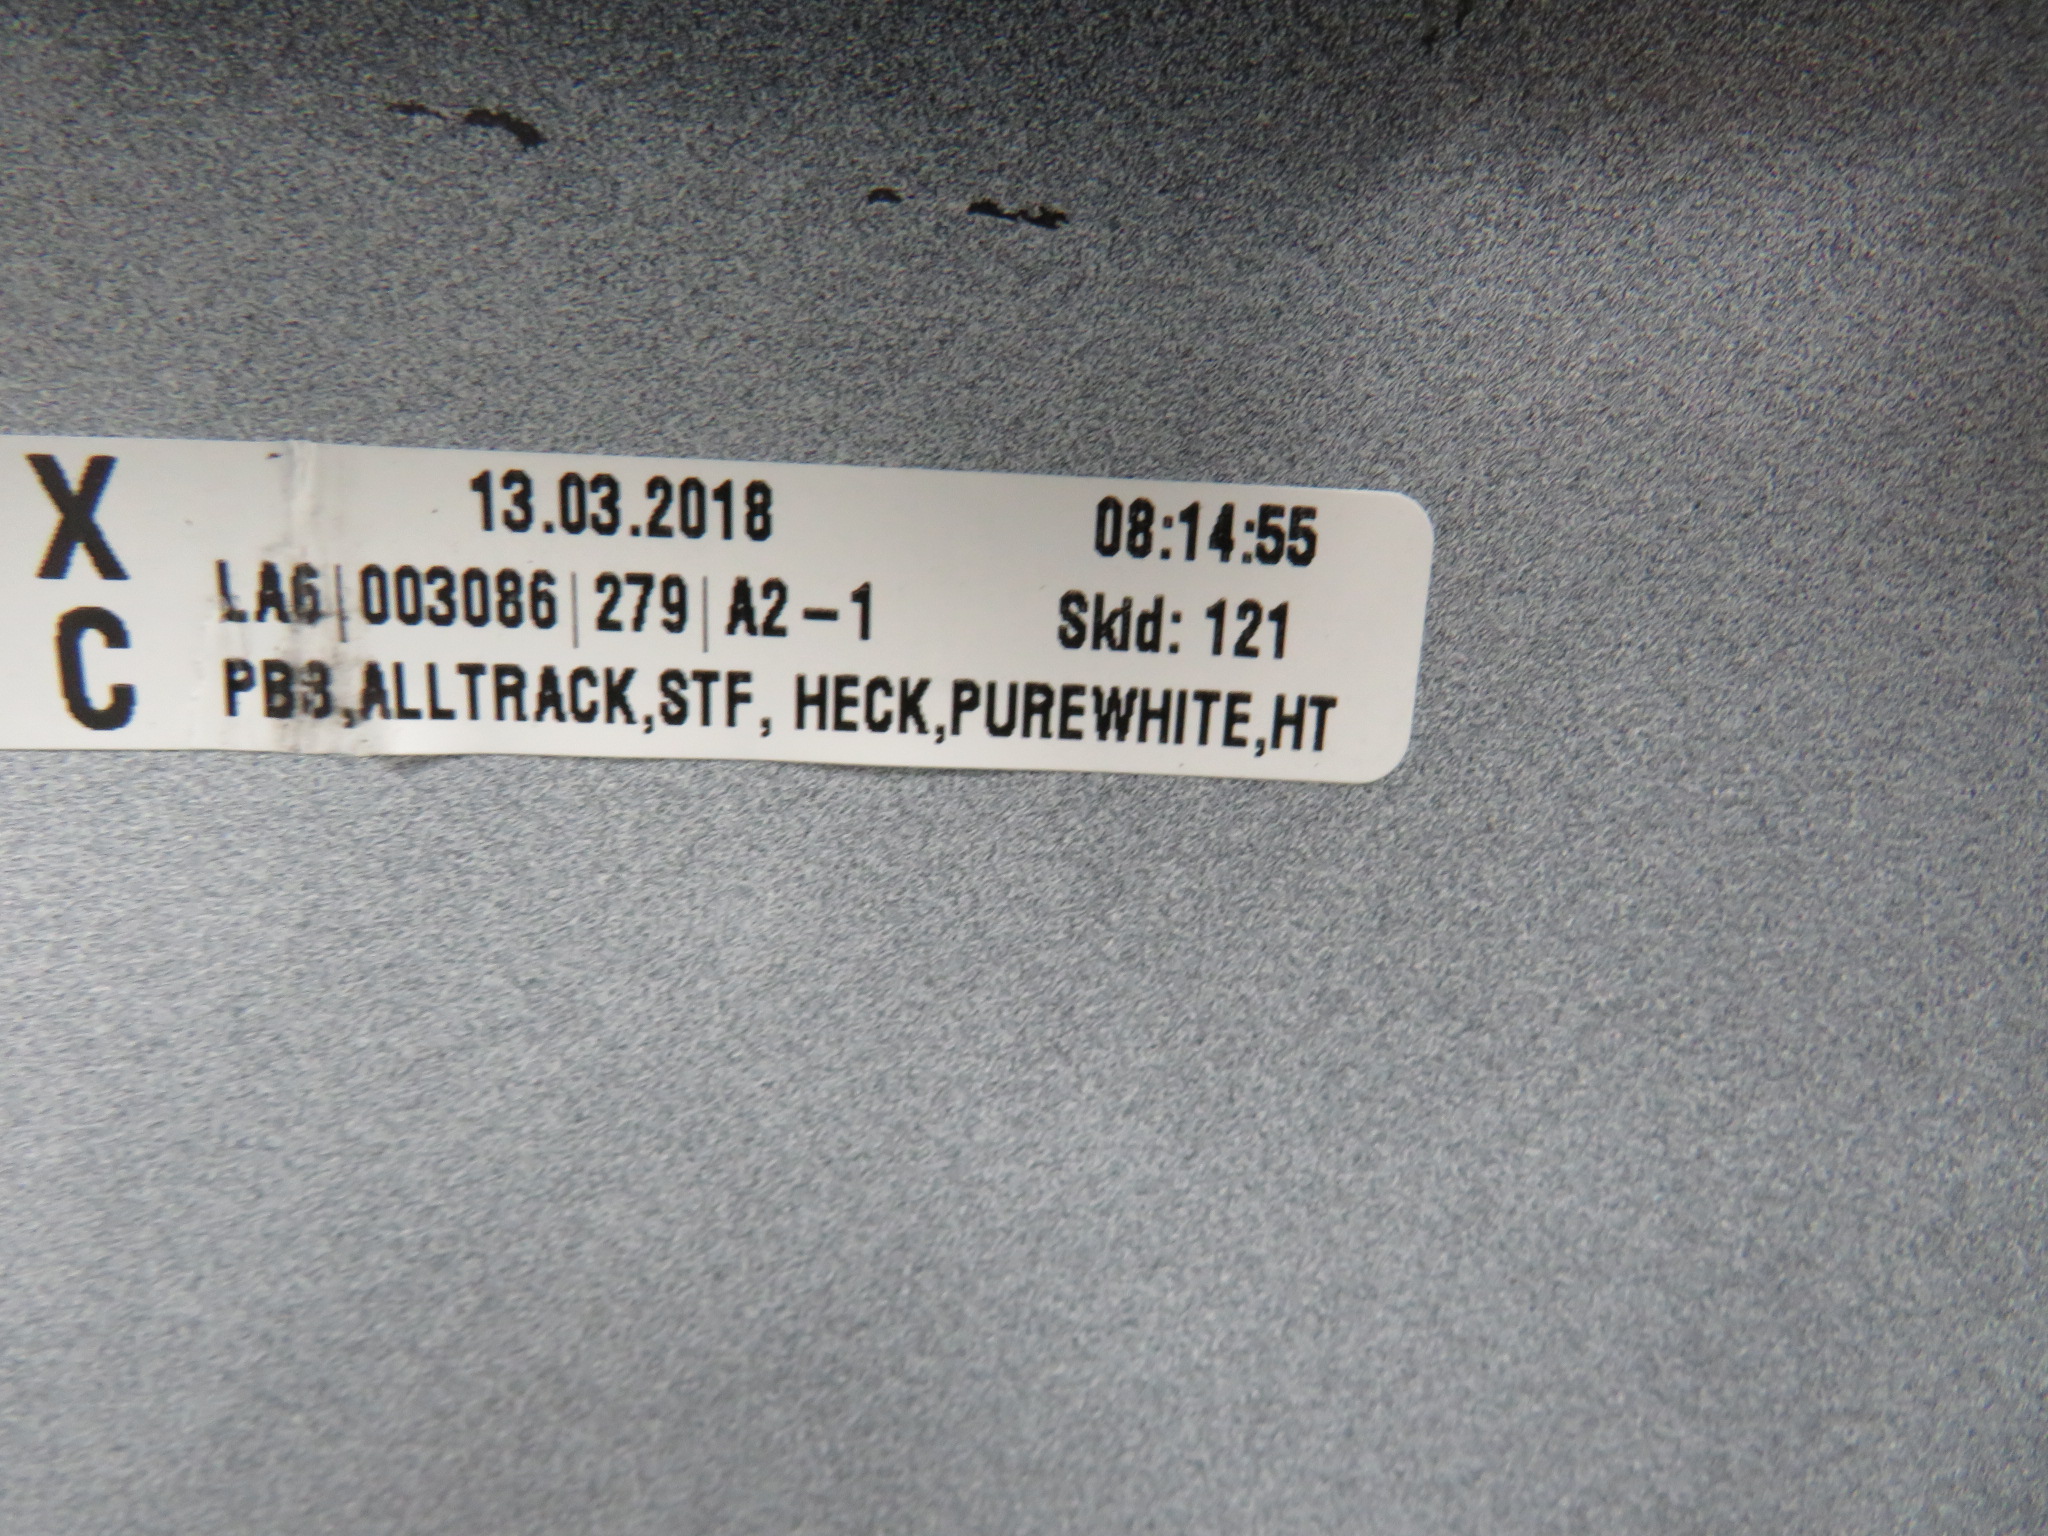 X 13.03.2018 08:14:55
LA6|003086|279|A2-1 Skid: 121
C PB3,ALLTRACK,STF, HECK,PUREWHITE,HT